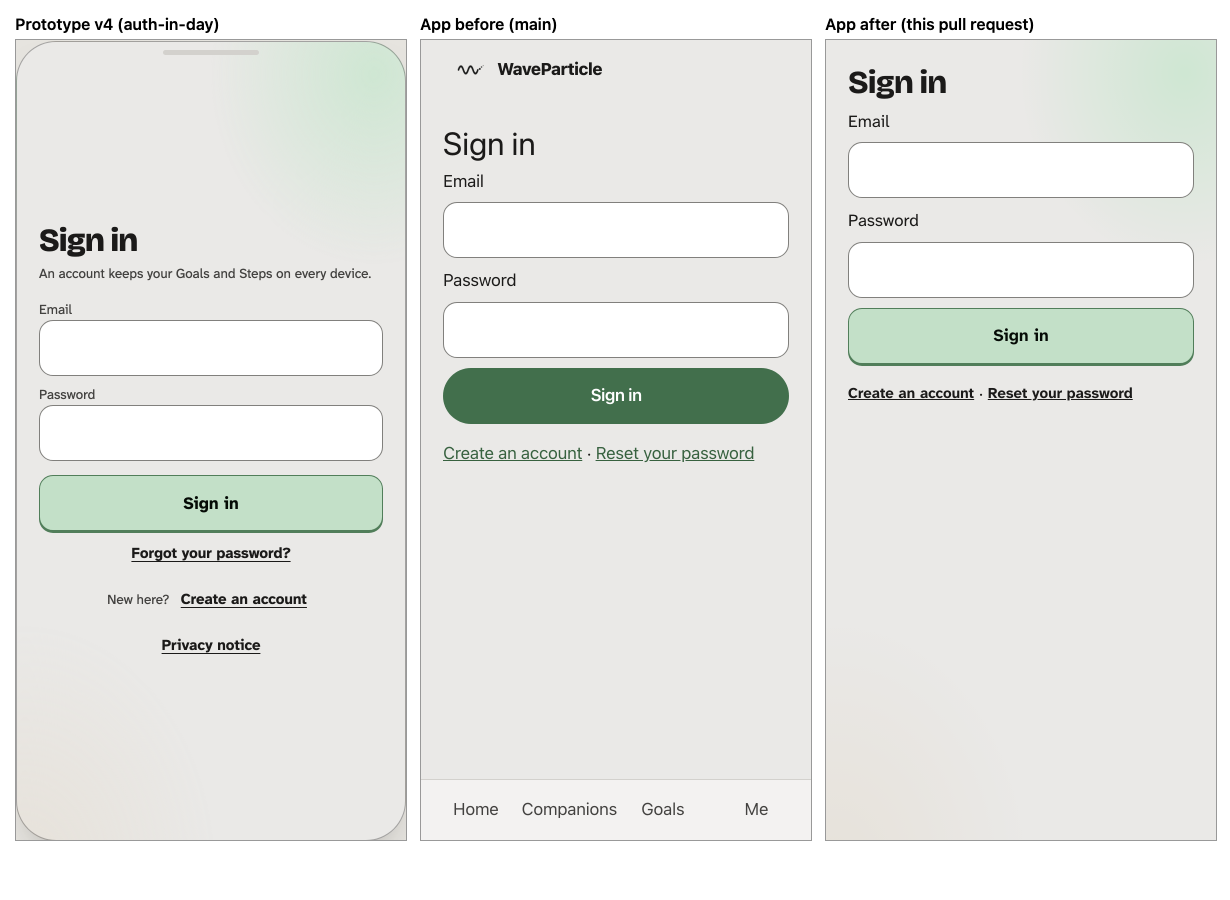 Prototype v4 (auth-in-day)
Sign in
An account keeps your Goals and Steps on every device.
Email
Password
Sign in
Forgot your password?
New here? Create an account
Privacy notice
App before (main)
WaveParticle
Sign in
Email
Password
Sign in
Create an account · Reset your password
Home Companions Goals Me
App after (this pull request)
Sign in
Email
Password
Sign in
Create an account · Reset your password